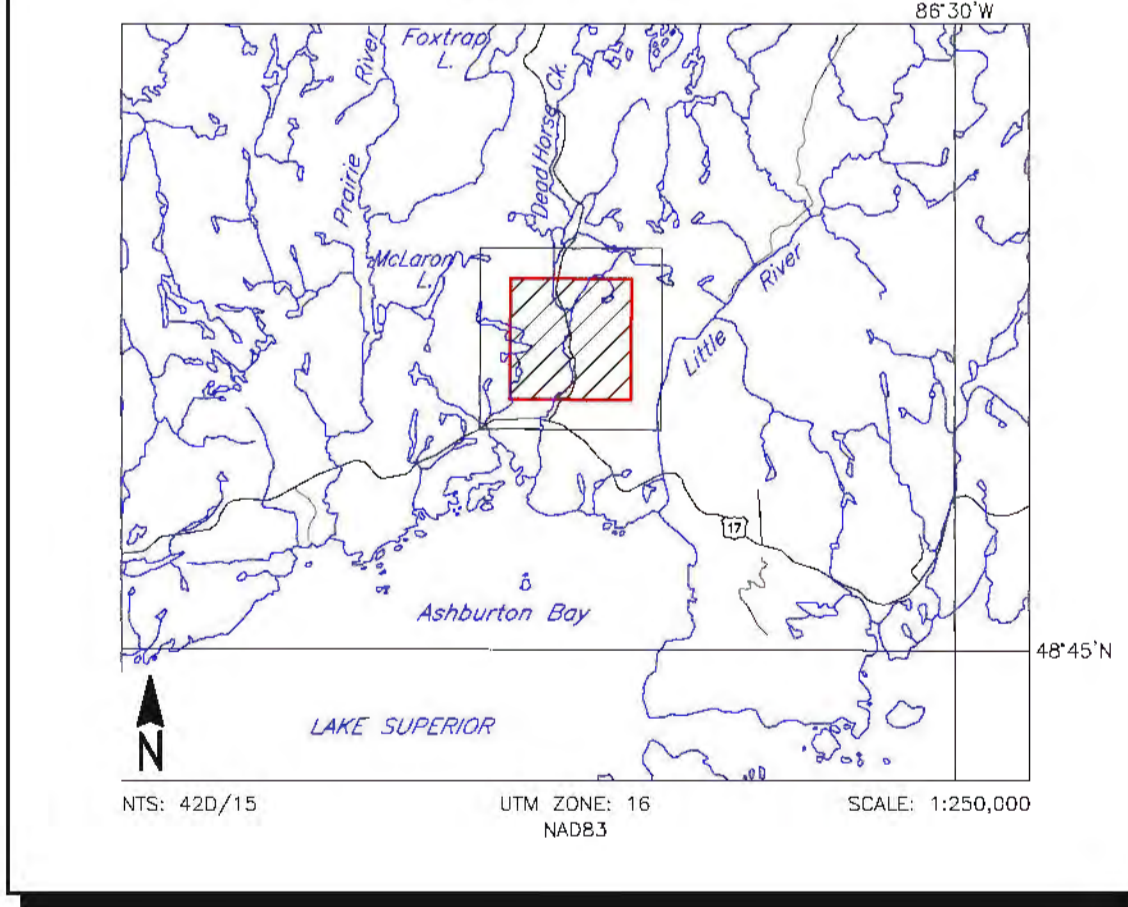 86°30'W
Foxtrap
L.
River
Dead Horse Ck.
Prairie
McLaron
L.
River
Little
17
Ashburton Bay
48°45'N
LAKE SUPERIOR
N
NTS: 42D/15
UTM ZONE: 16
SCALE: 1:250,000
NAD83